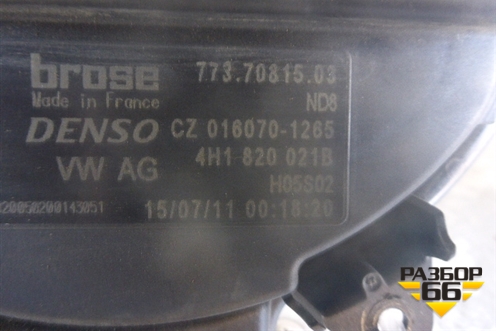 brose 773.70815.03
Made in France ND8
DENSO CZ 016070-1265
VW AG 4H1 820 021B
H05S02
15/07/11 00:18:20
РАЗБОР
66